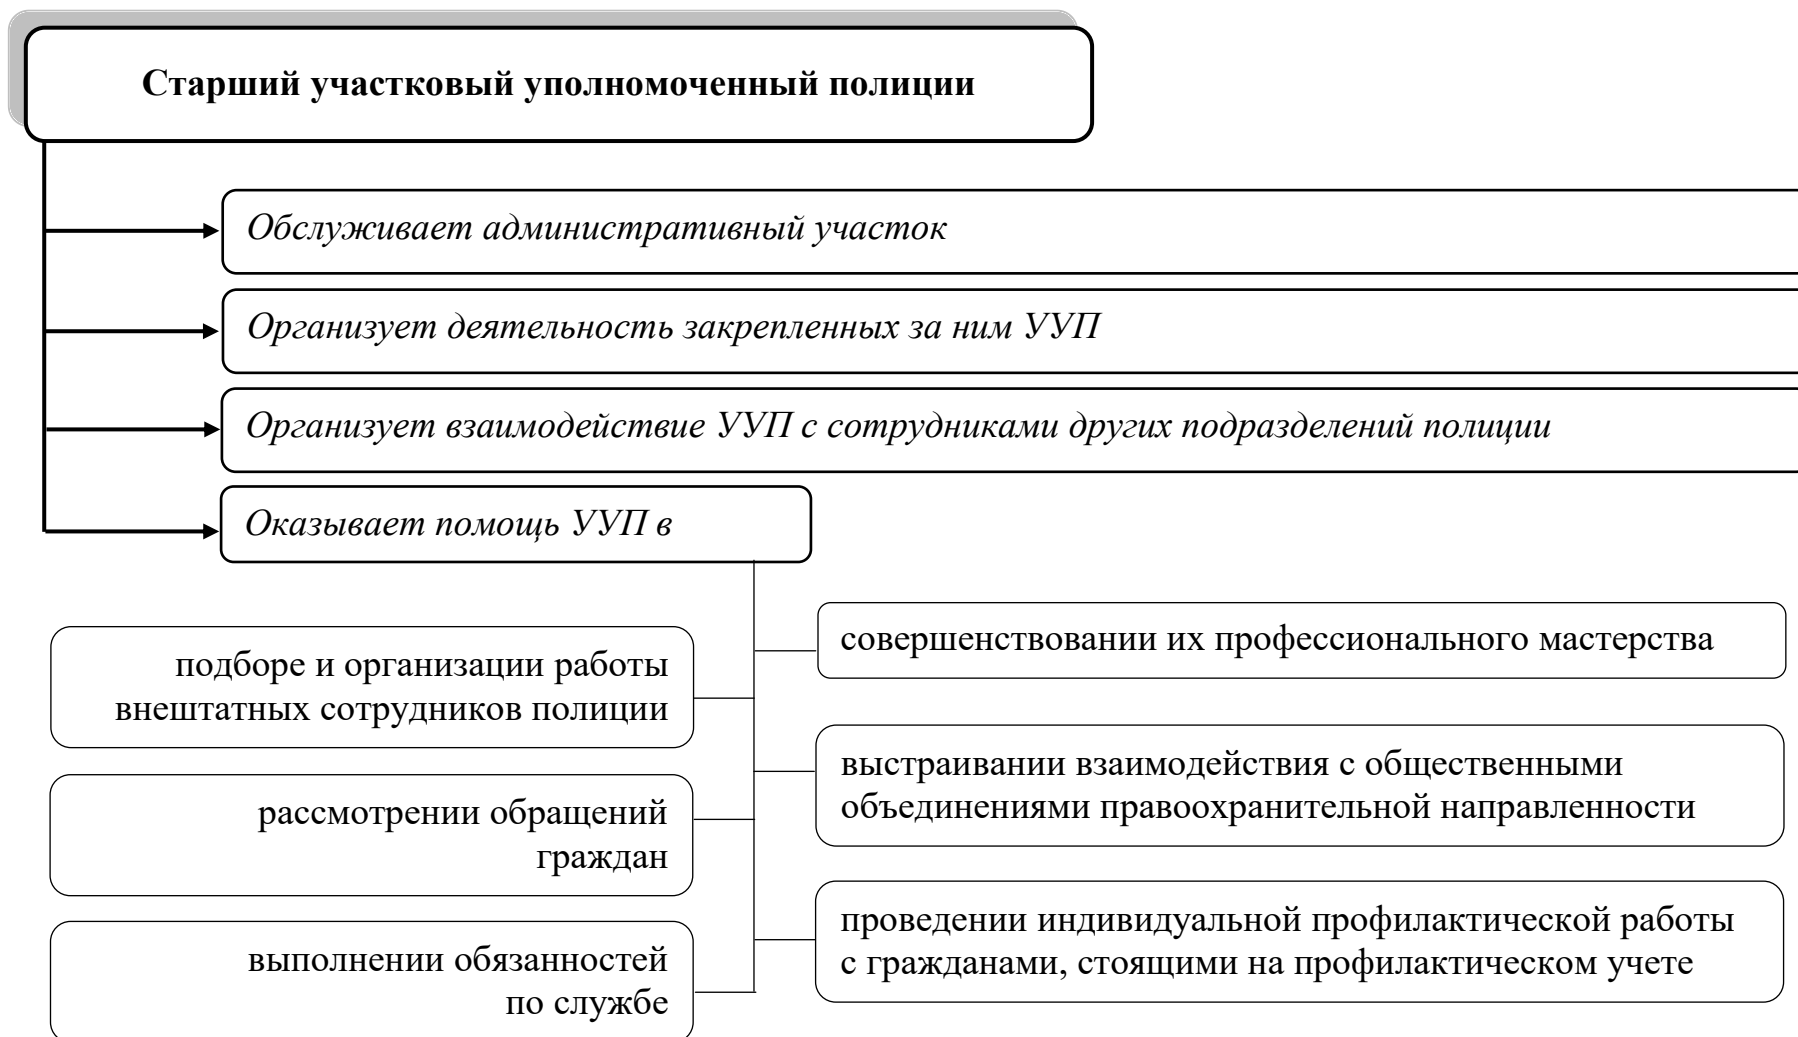 Старший участковый уполномоченный полиции
Обслуживает административный участок
Организует деятельность закрепленных за ним УУП
Организует взаимодействие УУП с сотрудниками других подразделений полиции
Оказывает помощь УУП в
подборе и организации работы
внештатных сотрудников полиции
рассмотрении обращений
граждан
выполнении обязанностей
по службе
совершенствовании их профессионального мастерства
выстраивании взаимодействия с общественными
объединениями правоохранительной направленности
проведении индивидуальной профилактической работы
с гражданами, стоящими на профилактическом учете